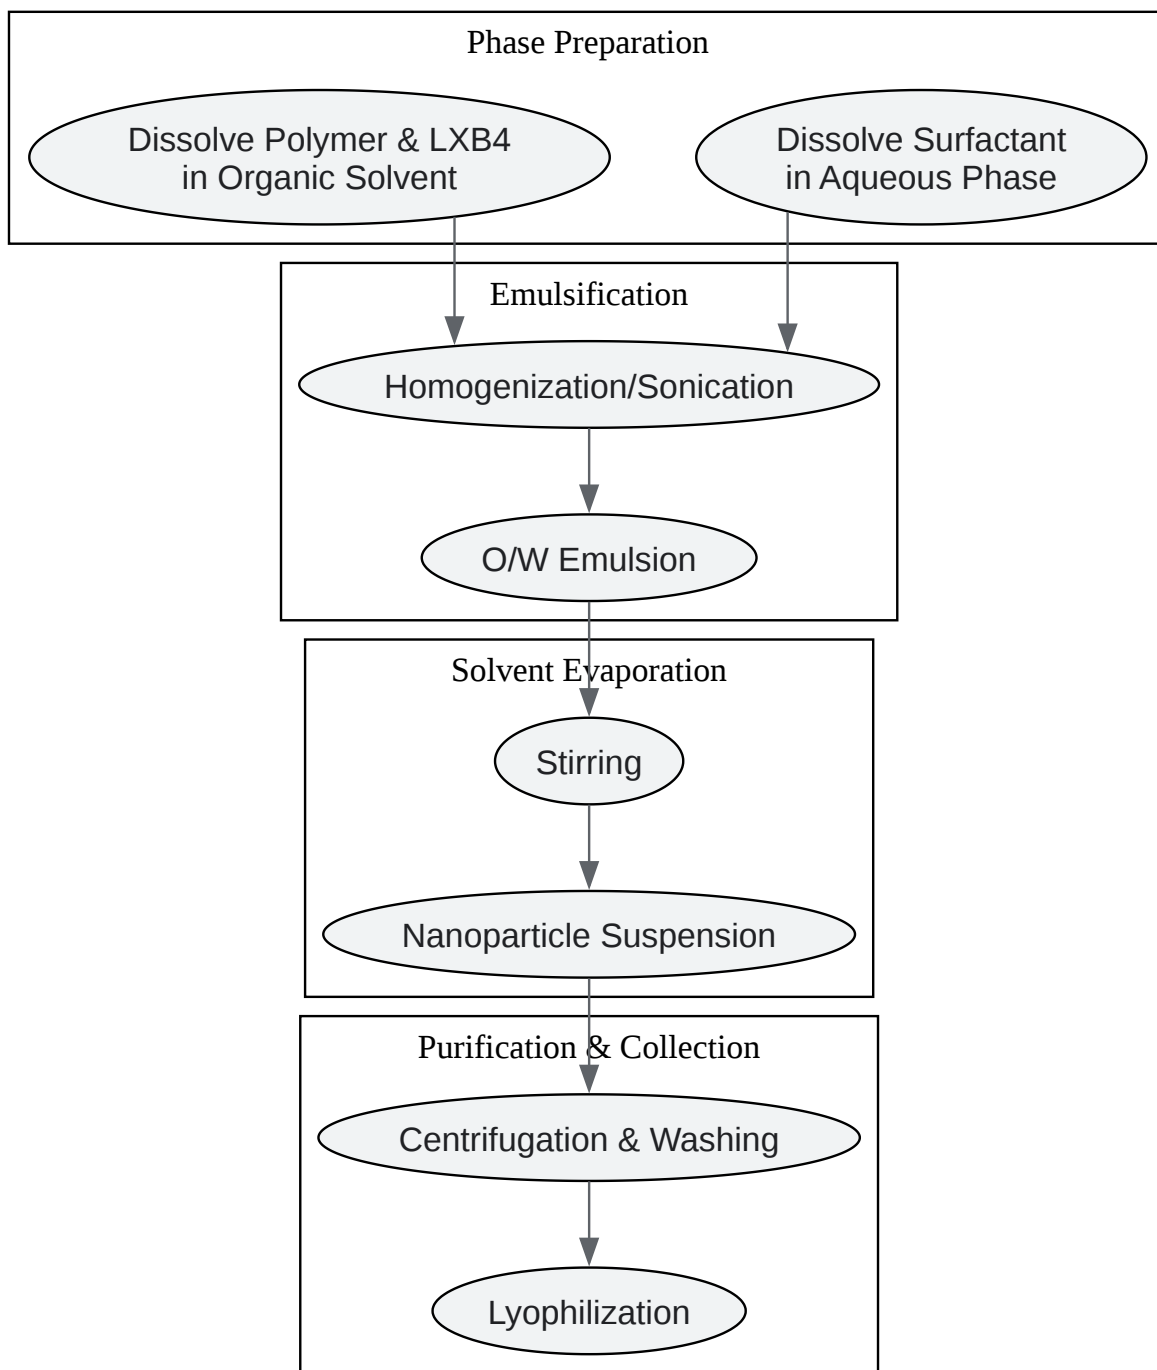 Phase Preparation
Dissolve Polymer & LXB4
in Organic Solvent
Dissolve Surfactant
in Aqueous Phase
Emulsification
Homogenization/Sonication
O/W Emulsion
Solvent Evaporation
Stirring
Nanoparticle Suspension
Purification & Collection
Centrifugation & Washing
Lyophilization